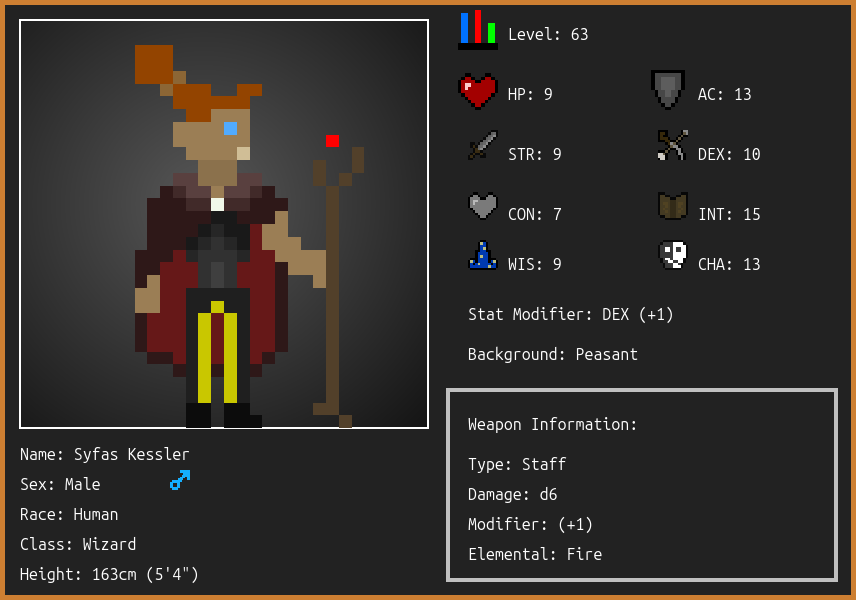 Level: 63
HP: 9
AC: 13
STR: 9
DEX: 10
CON: 7
INT: 15
WIS: 9
CHA: 13
Stat Modifier: DEX (+1)
Background: Peasant
Weapon Information:
Type: Staff
Damage: d6
Modifier: (+1)
Elemental: Fire
Name: Syfas Kessler
Sex: Male
Race: Human
Class: Wizard
Height: 163cm (5'4")